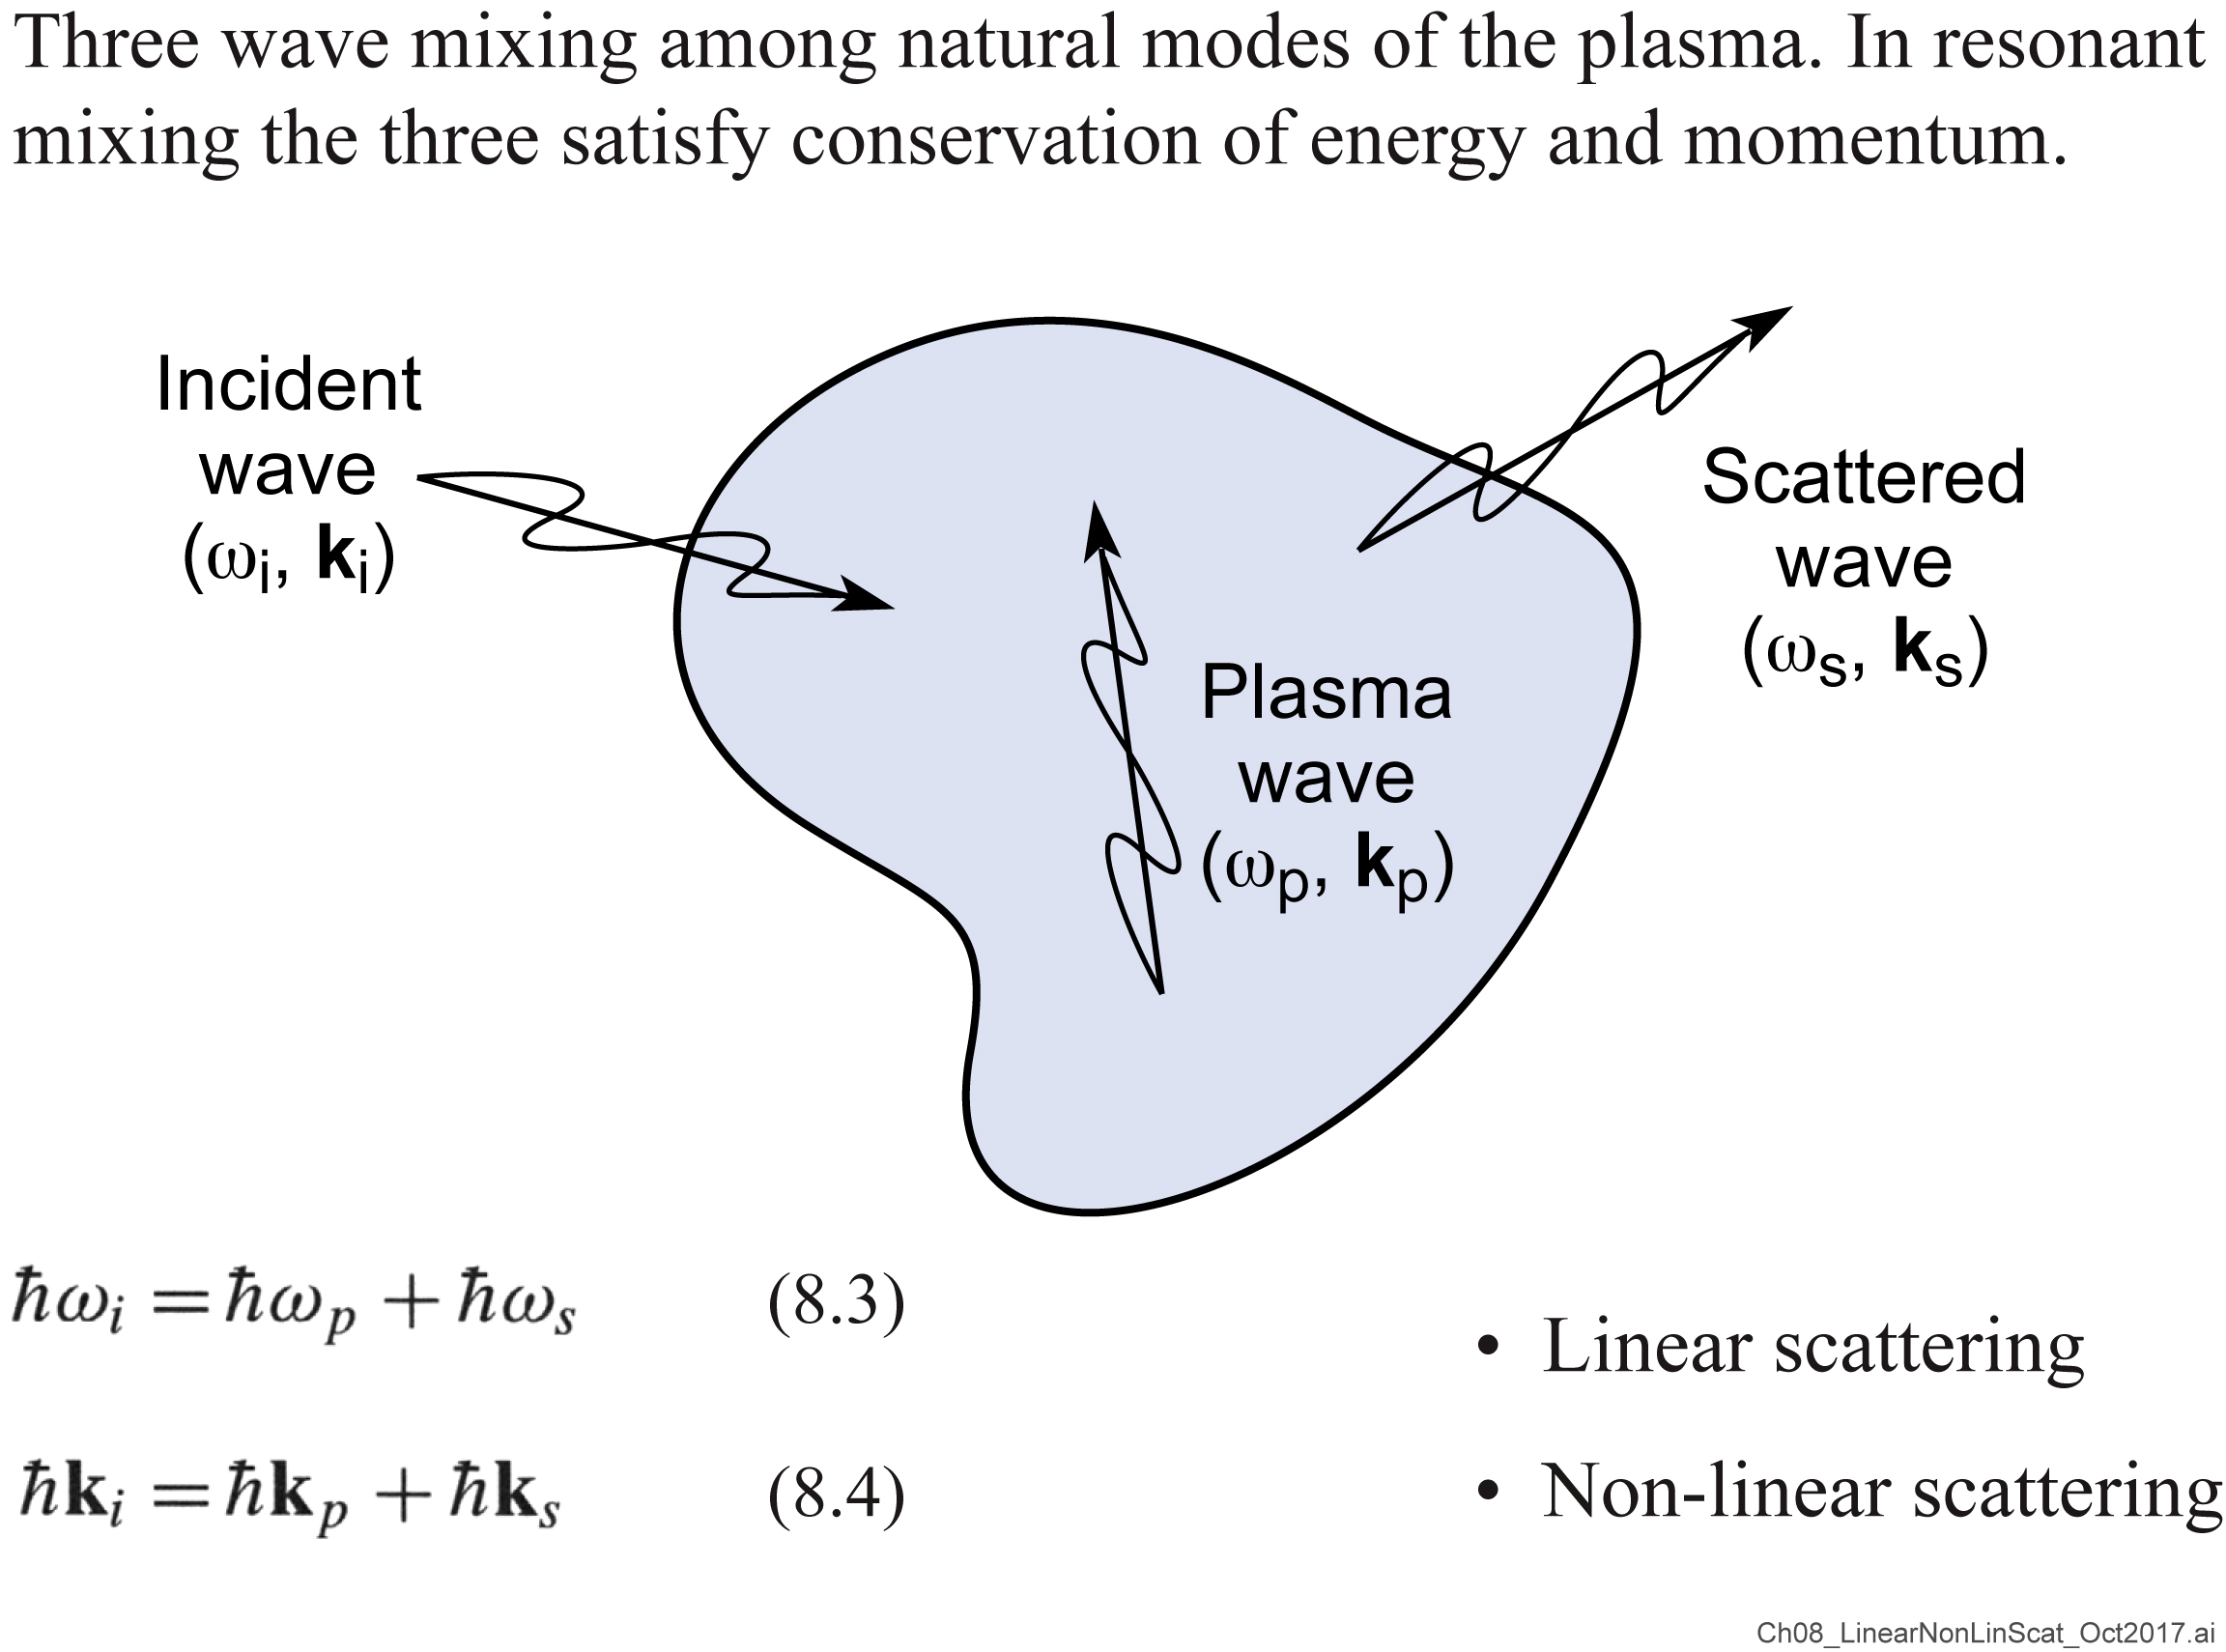 Three wave mixing among natural modes of the plasma. In resonant
mixing the three satisfy conservation of energy and momentum.
Incident
wave
(ωi, ki)
Scattered
wave
(ωs, ks)
Plasma
wave
(ωp, kp)
ħωi = ħωp + ħωs (8.3)
ħki = ħkp + ħks (8.4)
• Linear scattering
• Non-linear scattering
Ch08_LinearNonLinScat_Oct2017.ai